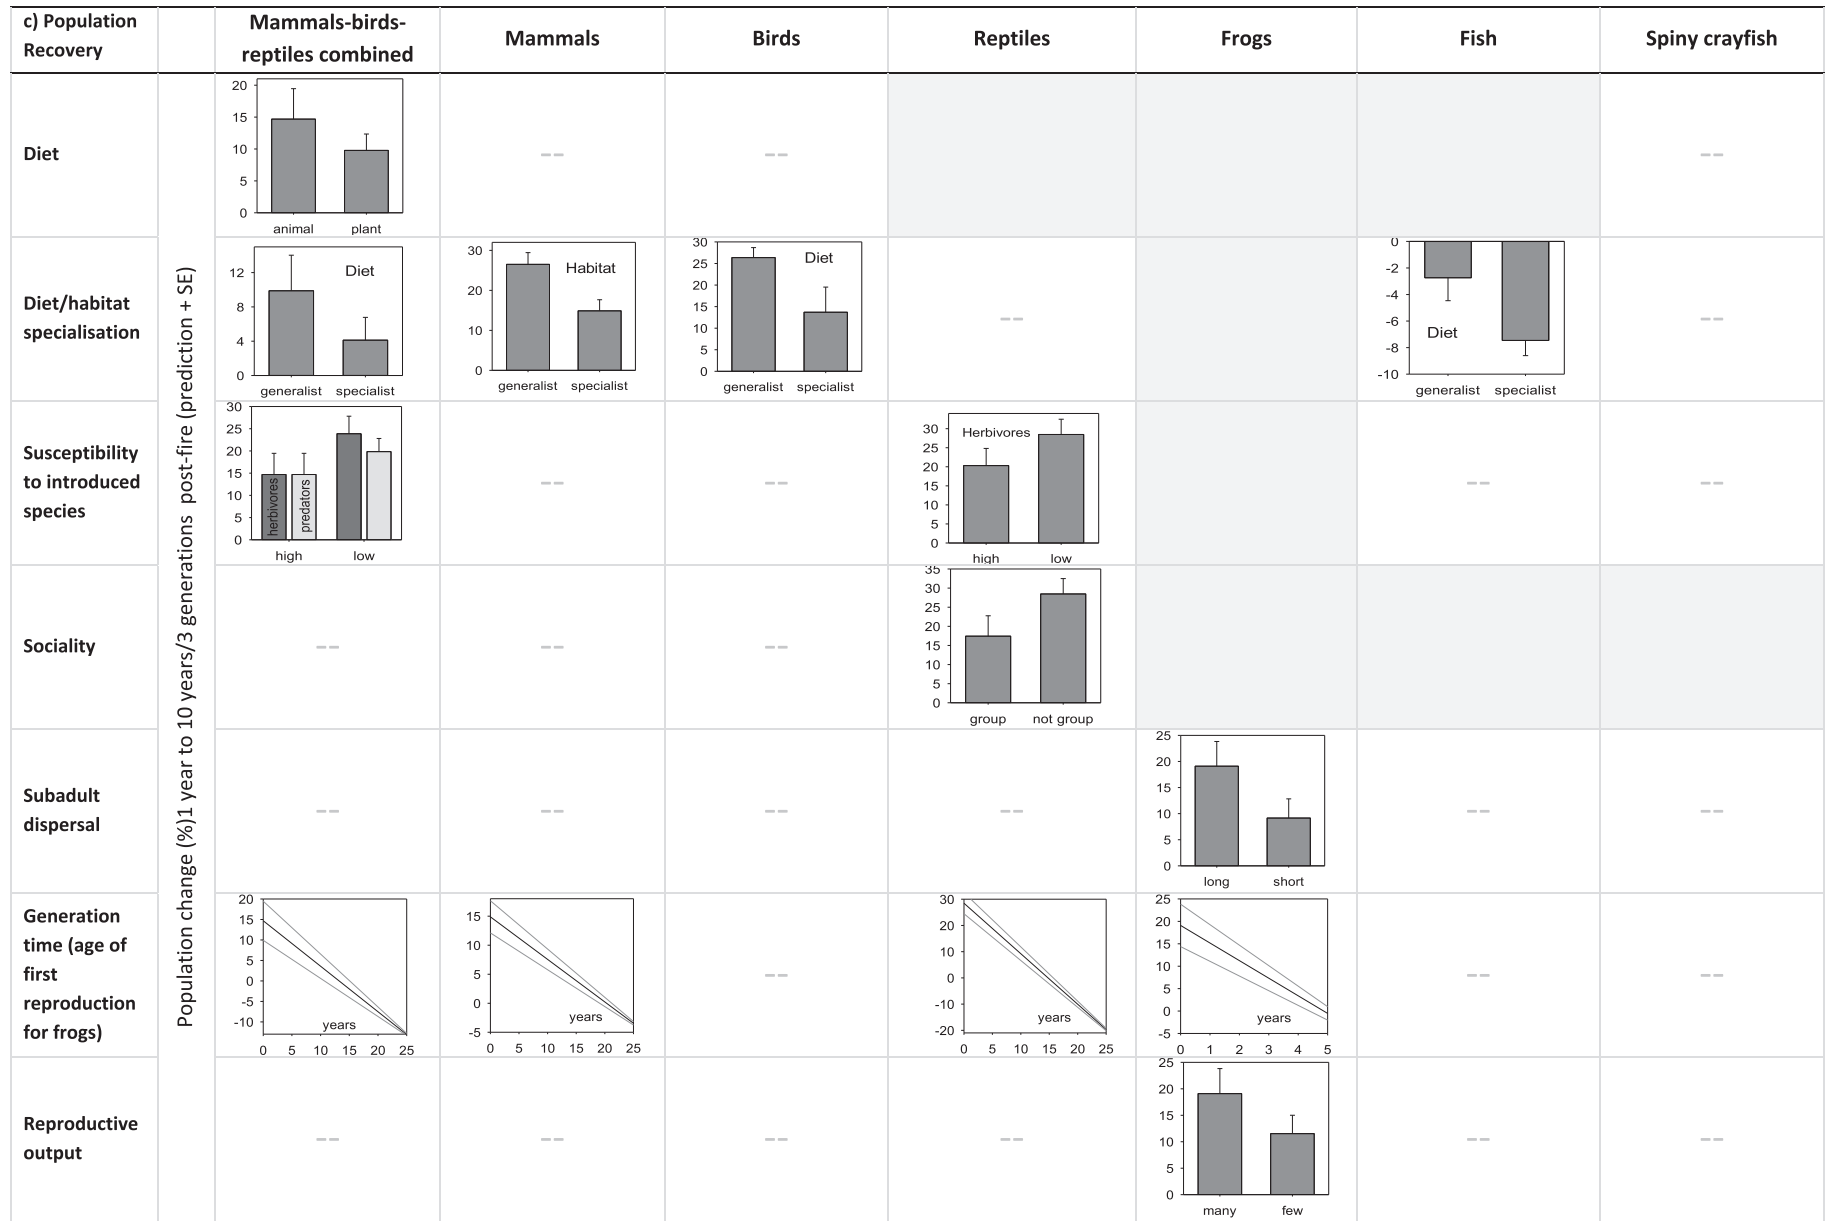 c) Population
Recovery
Mammals-birds-
reptiles combined
Mammals
Birds
Reptiles
Frogs
Fish
Spiny crayfish
Population change (%)1 year to 10 years/3 generations post-fire (prediction + SE)
Diet
20
15
10
5
0
animal plant
--
--
--
Diet/habitat
specialisation
12
8
4
0
Diet
generalist specialist
30
20
10
0
Habitat
generalist specialist
30
25
20
15
10
5
0
Diet
generalist specialist
--
0
-2
-4
-6
-8
-10
Diet
generalist specialist
--
Susceptibility
to introduced
species
30
25
20
15
10
5
0
herbivores
predators
high low
--
--
30
25
20
15
10
5
0
Herbivores
high low
--
--
Sociality
--
--
--
35
30
25
20
15
10
5
0
group not group
Subadult
dispersal
--
--
--
--
25
20
15
10
5
0
long short
--
--
Generation
time (age of
first
reproduction
for frogs)
20
15
10
5
0
-5
-10
years
0 5 10 15 20 25
15
10
5
0
-5
years
0 5 10 15 20 25
--
30
20
10
0
-10
-20
years
0 5 10 15 20 25
25
20
15
10
5
0
-5
years
0 1 2 3 4 5
--
--
Reproductive
output
--
--
--
--
25
20
15
10
5
0
many few
--
--